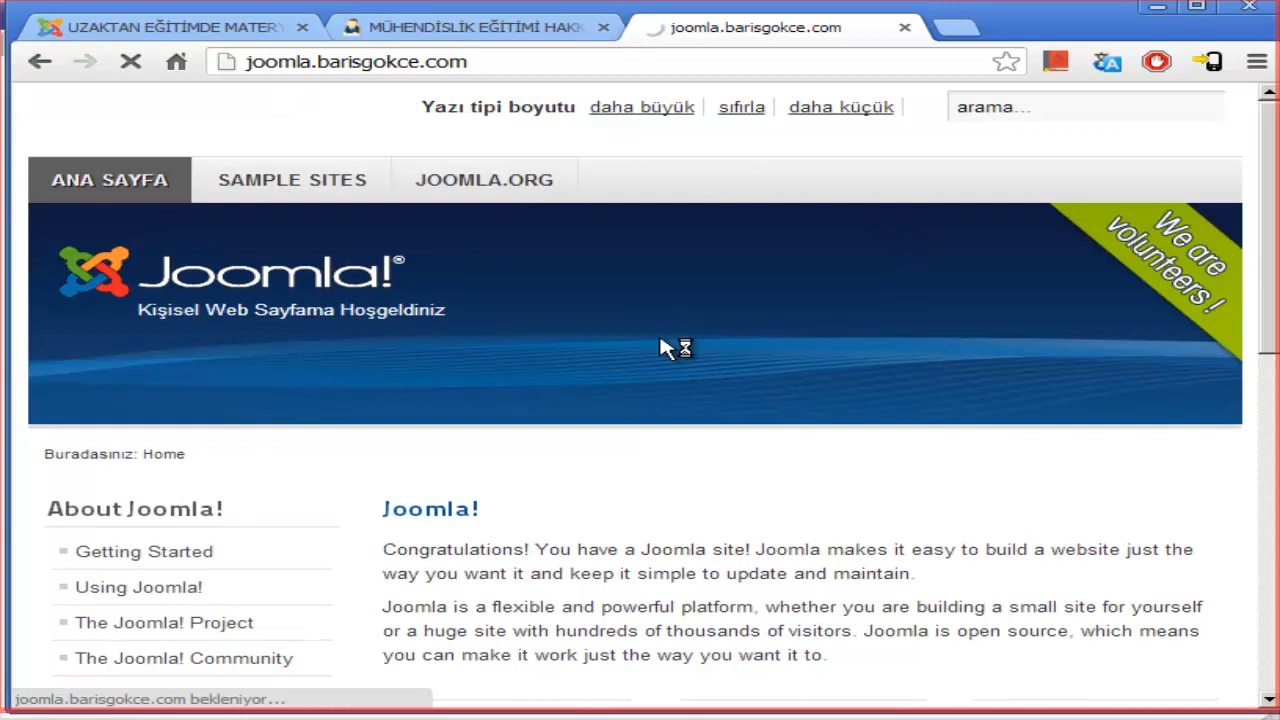 UZAKTAN EĞİTİMDE MATERY
MÜHENDİSLİK EĞİTİMİ HAKK
joomla.barisgokce.com
joomla.barisgokce.com
Yazı tipi boyutu daha büyük sıfırla daha küçük arama...
ANA SAYFA SAMPLE SITES JOOMLA.ORG
We are
volunteers !
Joomla!®
Kişisel Web Sayfama Hoşgeldiniz
Buradasınız: Home
About Joomla!
Getting Started
Using Joomla!
The Joomla! Project
The Joomla! Community
Joomla!
Congratulations! You have a Joomla site! Joomla makes it easy to build a website just the
way you want it and keep it simple to update and maintain.
Joomla is a flexible and powerful platform, whether you are building a small site for yourself
or a huge site with hundreds of thousands of visitors. Joomla is open source, which means
you can make it work just the way you want it to.
joomla.barisgokce.com bekleniyor...